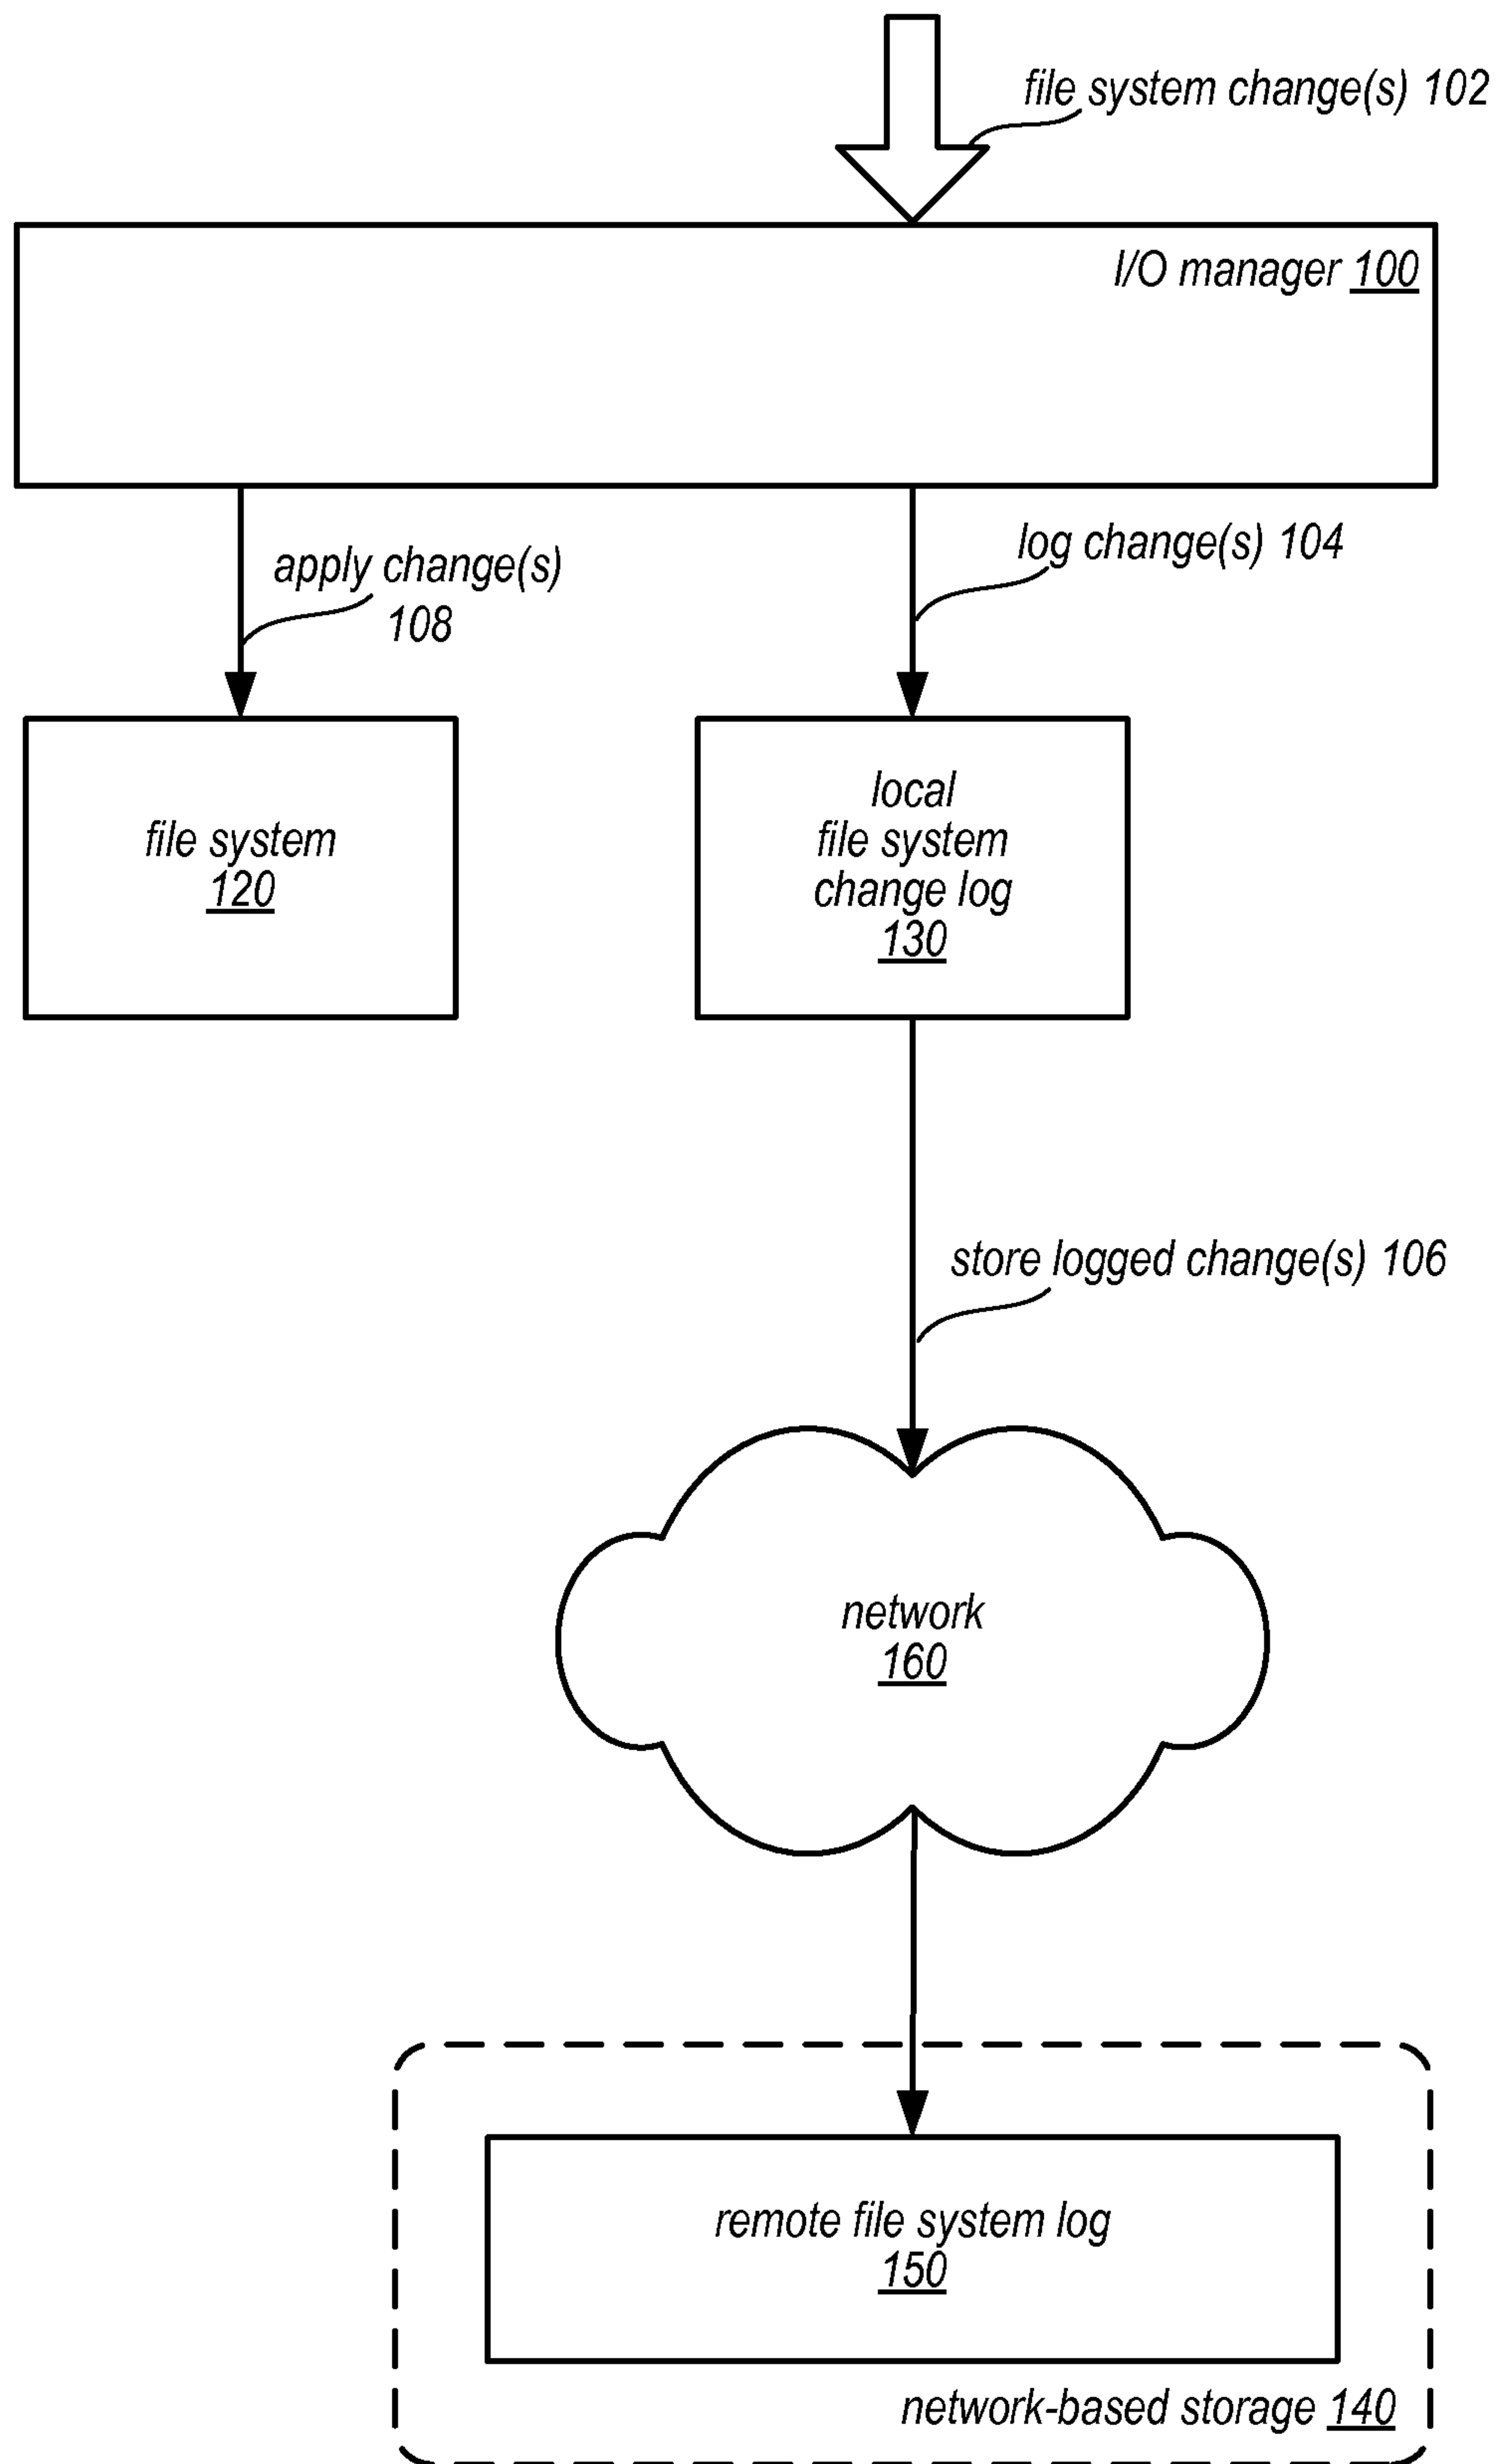 file system change(s) 102
I/O manager 100
log change(s) 104
apply change(s)
108
file system
120
local
file system
change log
130
store logged change(s) 106
network
160
remote file system log
150
network-based storage 140